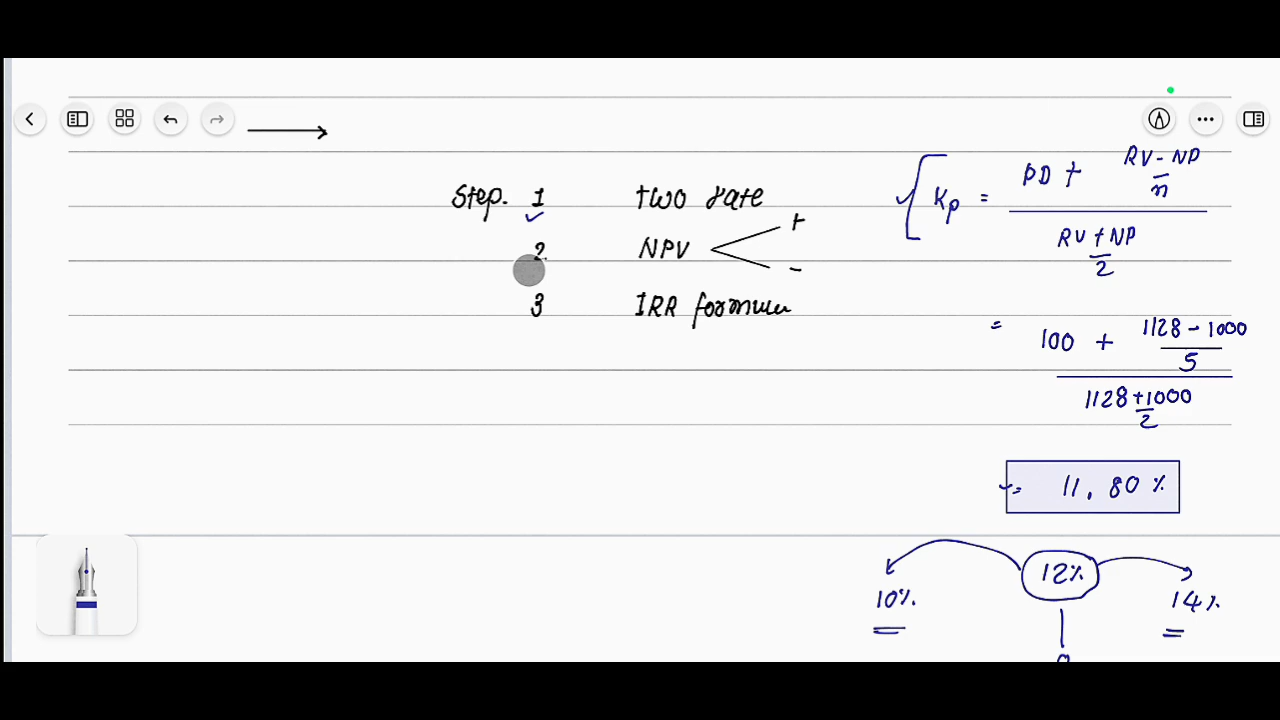 Step. 1 two rate
2 NPV + -
3 IRR formula
Kp = PD + RV - NP / n
RV + NP / 2
= 100 + 1128 - 1000 / 5
1128 + 1000 / 2
= 11.80 %
12%
10%. 14%